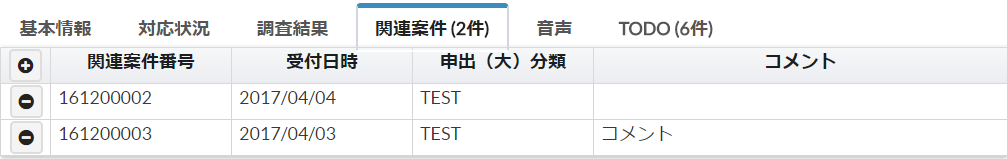 基本情報 対応状況 調査結果 関連案件 (2件) 音声 TODO (6件)
関連案件番号 受付日時 申出（大）分類 コメント
161200002 2017/04/04 TEST
161200003 2017/04/03 TEST コメント